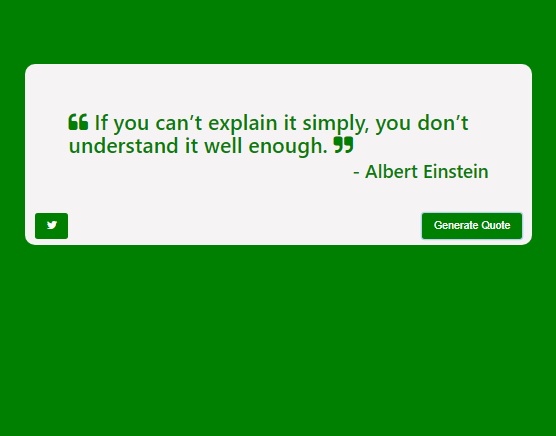 ❝ If you can’t explain it simply, you don’t
understand it well enough. ❞
- Albert Einstein
Generate Quote